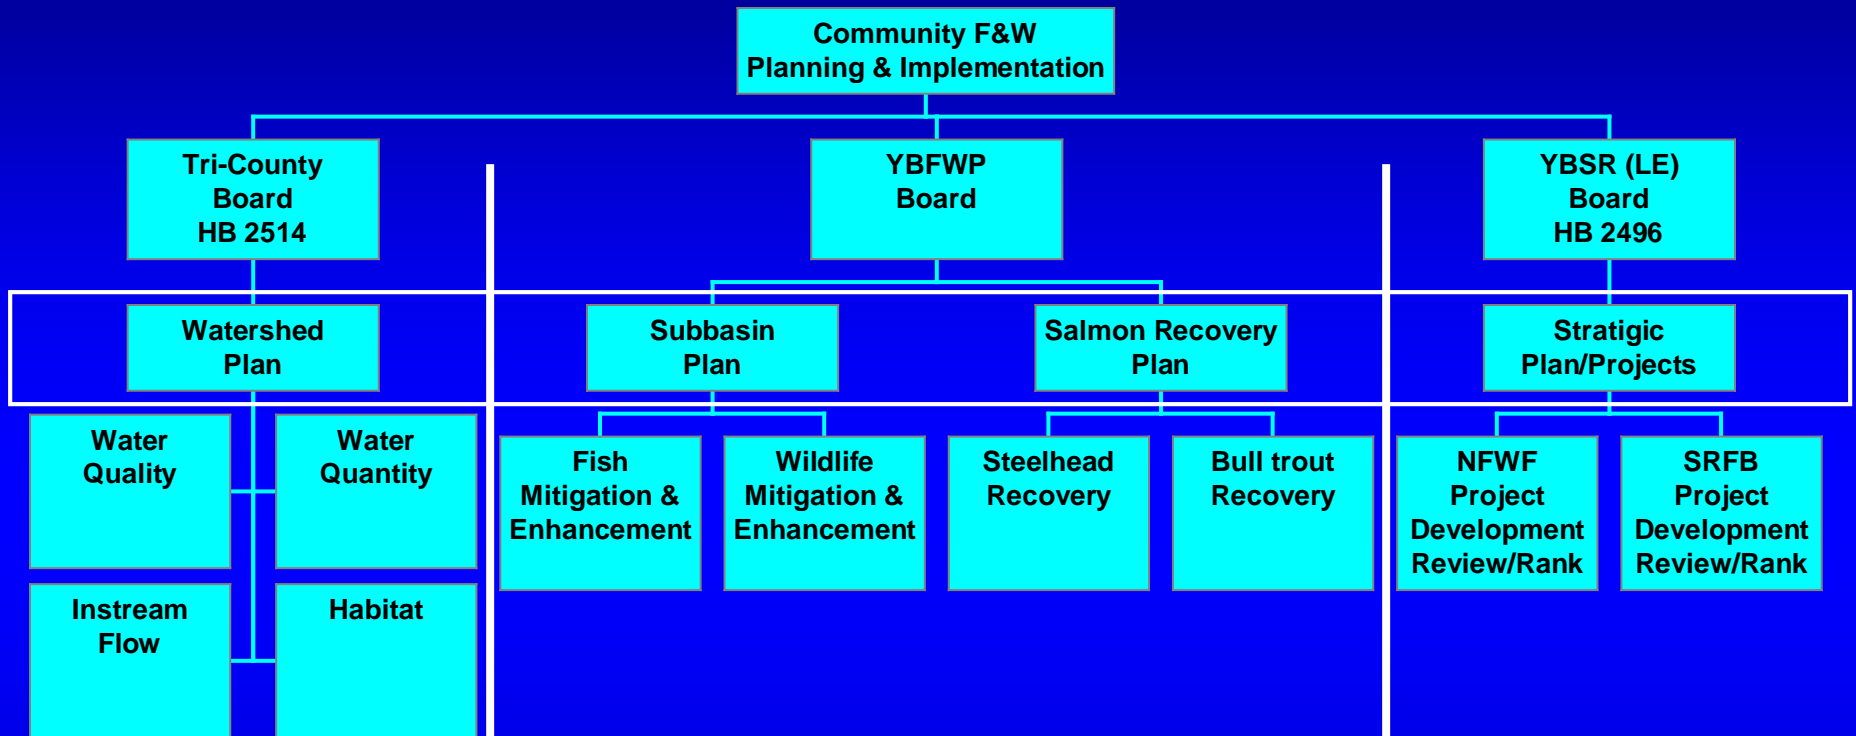 Community F&W
Planning & Implementation
Tri-County
Board
HB 2514
YBFWP
Board
YBSR (LE)
Board
HB 2496
Watershed
Plan
Subbasin
Plan
Salmon Recovery
Plan
Stratigic
Plan/Projects
Water
Quality
Water
Quantity
Fish
Mitigation &
Enhancement
Wildlife
Mitigation &
Enhancement
Steelhead
Recovery
Bull trout
Recovery
NFWF
Project
Development
Review/Rank
SRFB
Project
Development
Review/Rank
Instream
Flow
Habitat